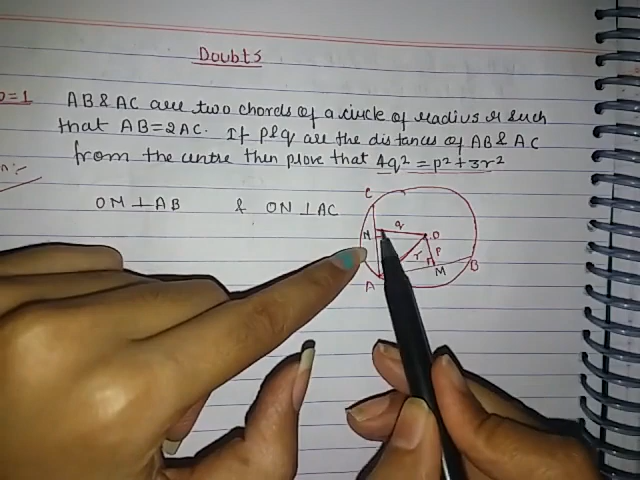 Doubts
=1
AB & AC are two chords of a circle of radius r such
that AB=2AC. If p & q are the distances of AB & AC
from the centre then prove that 4q² = p² + 3r²
OM ⊥ AB & ON ⊥ AC
C
N q O
r P
A M B